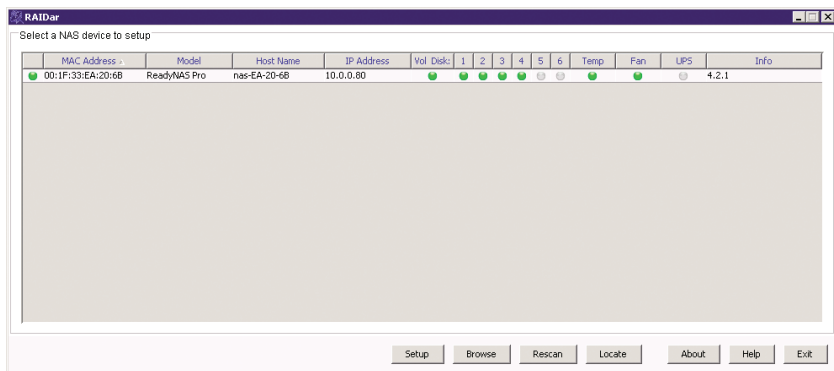 RAIDar
Select a NAS device to setup
MAC Address Model Host Name IP Address Vol Disk: 1 2 3 4 5 6 Temp Fan UPS Info
00:1F:33:EA:20:6B ReadyNAS Pro nas-EA-20-6B 10.0.0.80 4.2.1
Setup Browse Rescan Locate About Help Exit